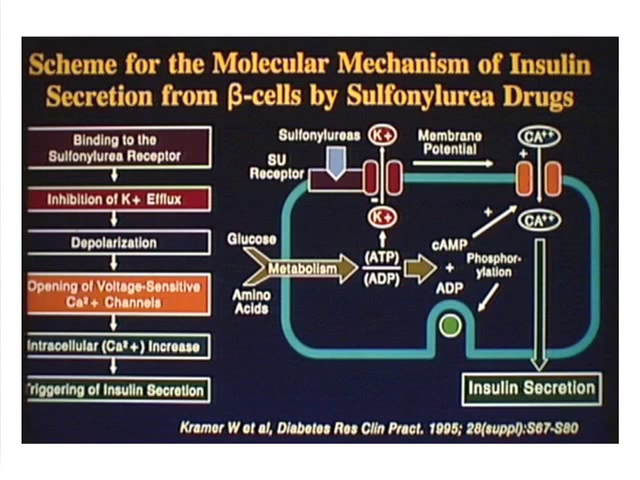 Scheme for the Molecular Mechanism of Insulin
Secretion from β-cells by Sulfonylurea Drugs
Binding to the
Sulfonylurea Receptor
Inhibition of K+ Efflux
Depolarization
Opening of Voltage-Sensitive
Ca²+ Channels
Intracellular (Ca²+) Increase
Triggering of Insulin Secretion
Sulfonylureas
K+
Membrane
Potential
CA++
+
SU
Receptor
-
K+
+
CA++
Glucose
Metabolism
Amino
Acids
(ATP)
(ADP)
cAMP
+
ADP
Phosphor-
ylation
Insulin Secretion
Kramer W et al, Diabetes Res Clin Pract. 1995; 28(suppl):S67-S80